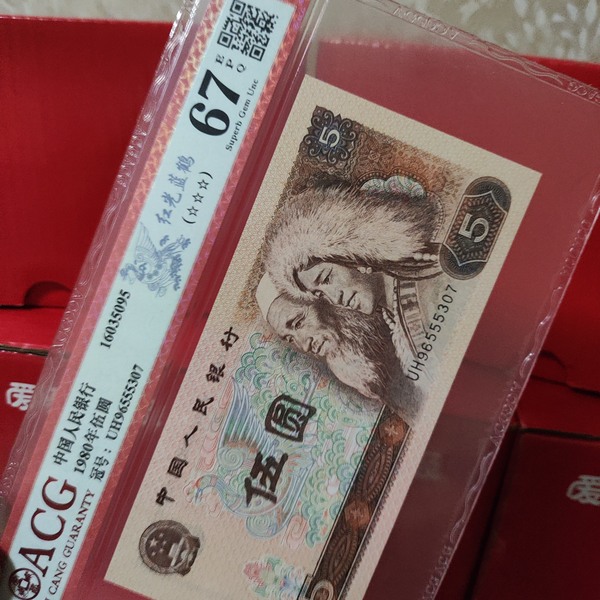 ACG
CANG GUARANTY
中国人民银行
1980年伍圆
冠号: UH96555307
16035095
红光蓝鹤
(☆☆☆)
67
EPQ
Superb Gem Unc
5
5
UH96555307
中国人民银行
伍圆